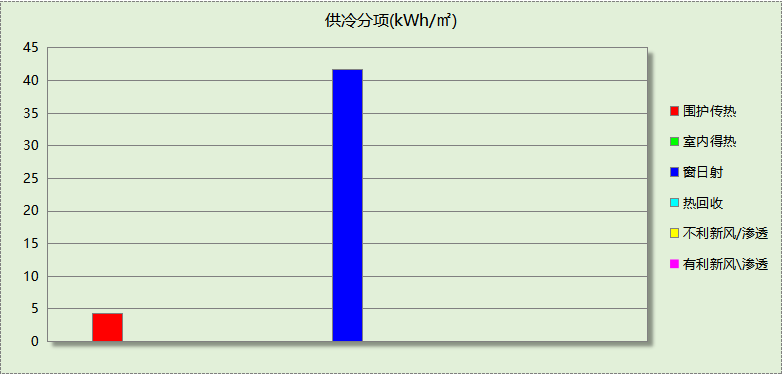 供冷分项(kWh/㎡)
45
40
35
30
25
20
15
10
5
0
围护传热
室内得热
窗日射
热回收
不利新风/渗透
有利新风\渗透